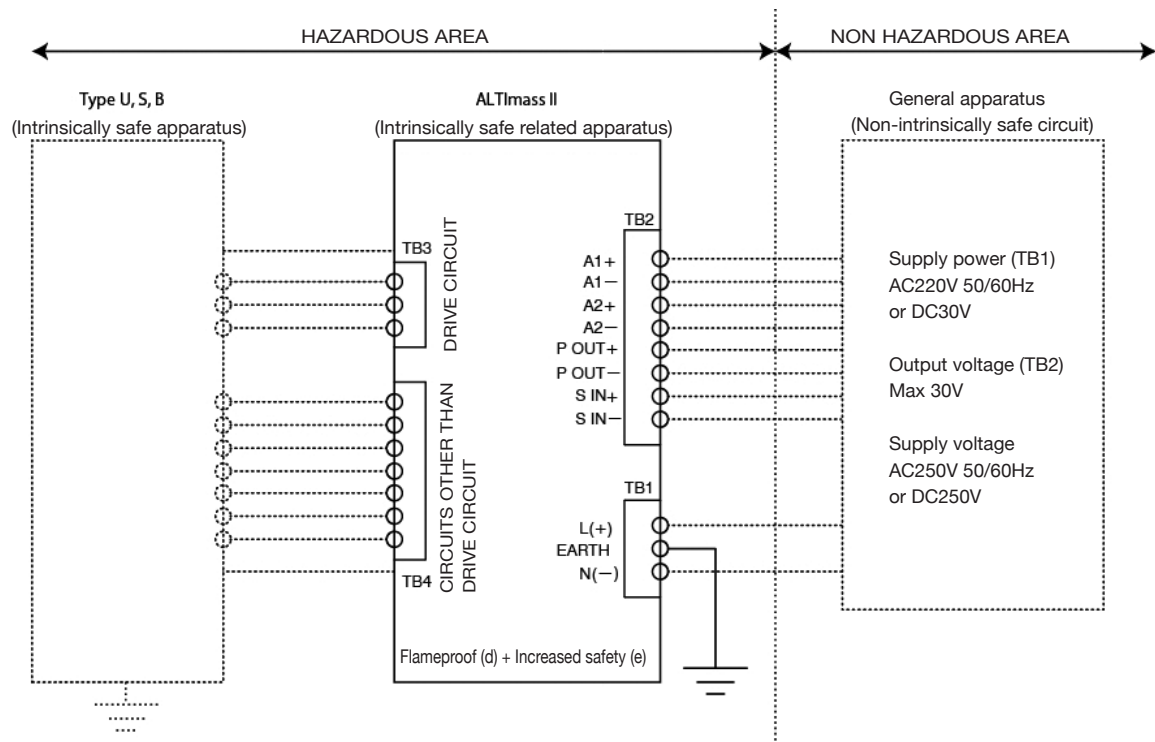 HAZARDOUS AREA
NON HAZARDOUS AREA
Type U, S, B
(Intrinsically safe apparatus)
ALTImass II
(Intrinsically safe related apparatus)
General apparatus
(Non-intrinsically safe circuit)
TB3
DRIVE CIRCUIT
CIRCUITS OTHER THAN
DRIVE CIRCUIT
TB4
TB2
A1+
A1−
A2+
A2−
P OUT+
P OUT−
S IN+
S IN−
TB1
L(+)
EARTH
N(−)
Flameproof (d) + Increased safety (e)
Supply power (TB1)
AC220V 50/60Hz
or DC30V
Output voltage (TB2)
Max 30V
Supply voltage
AC250V 50/60Hz
or DC250V